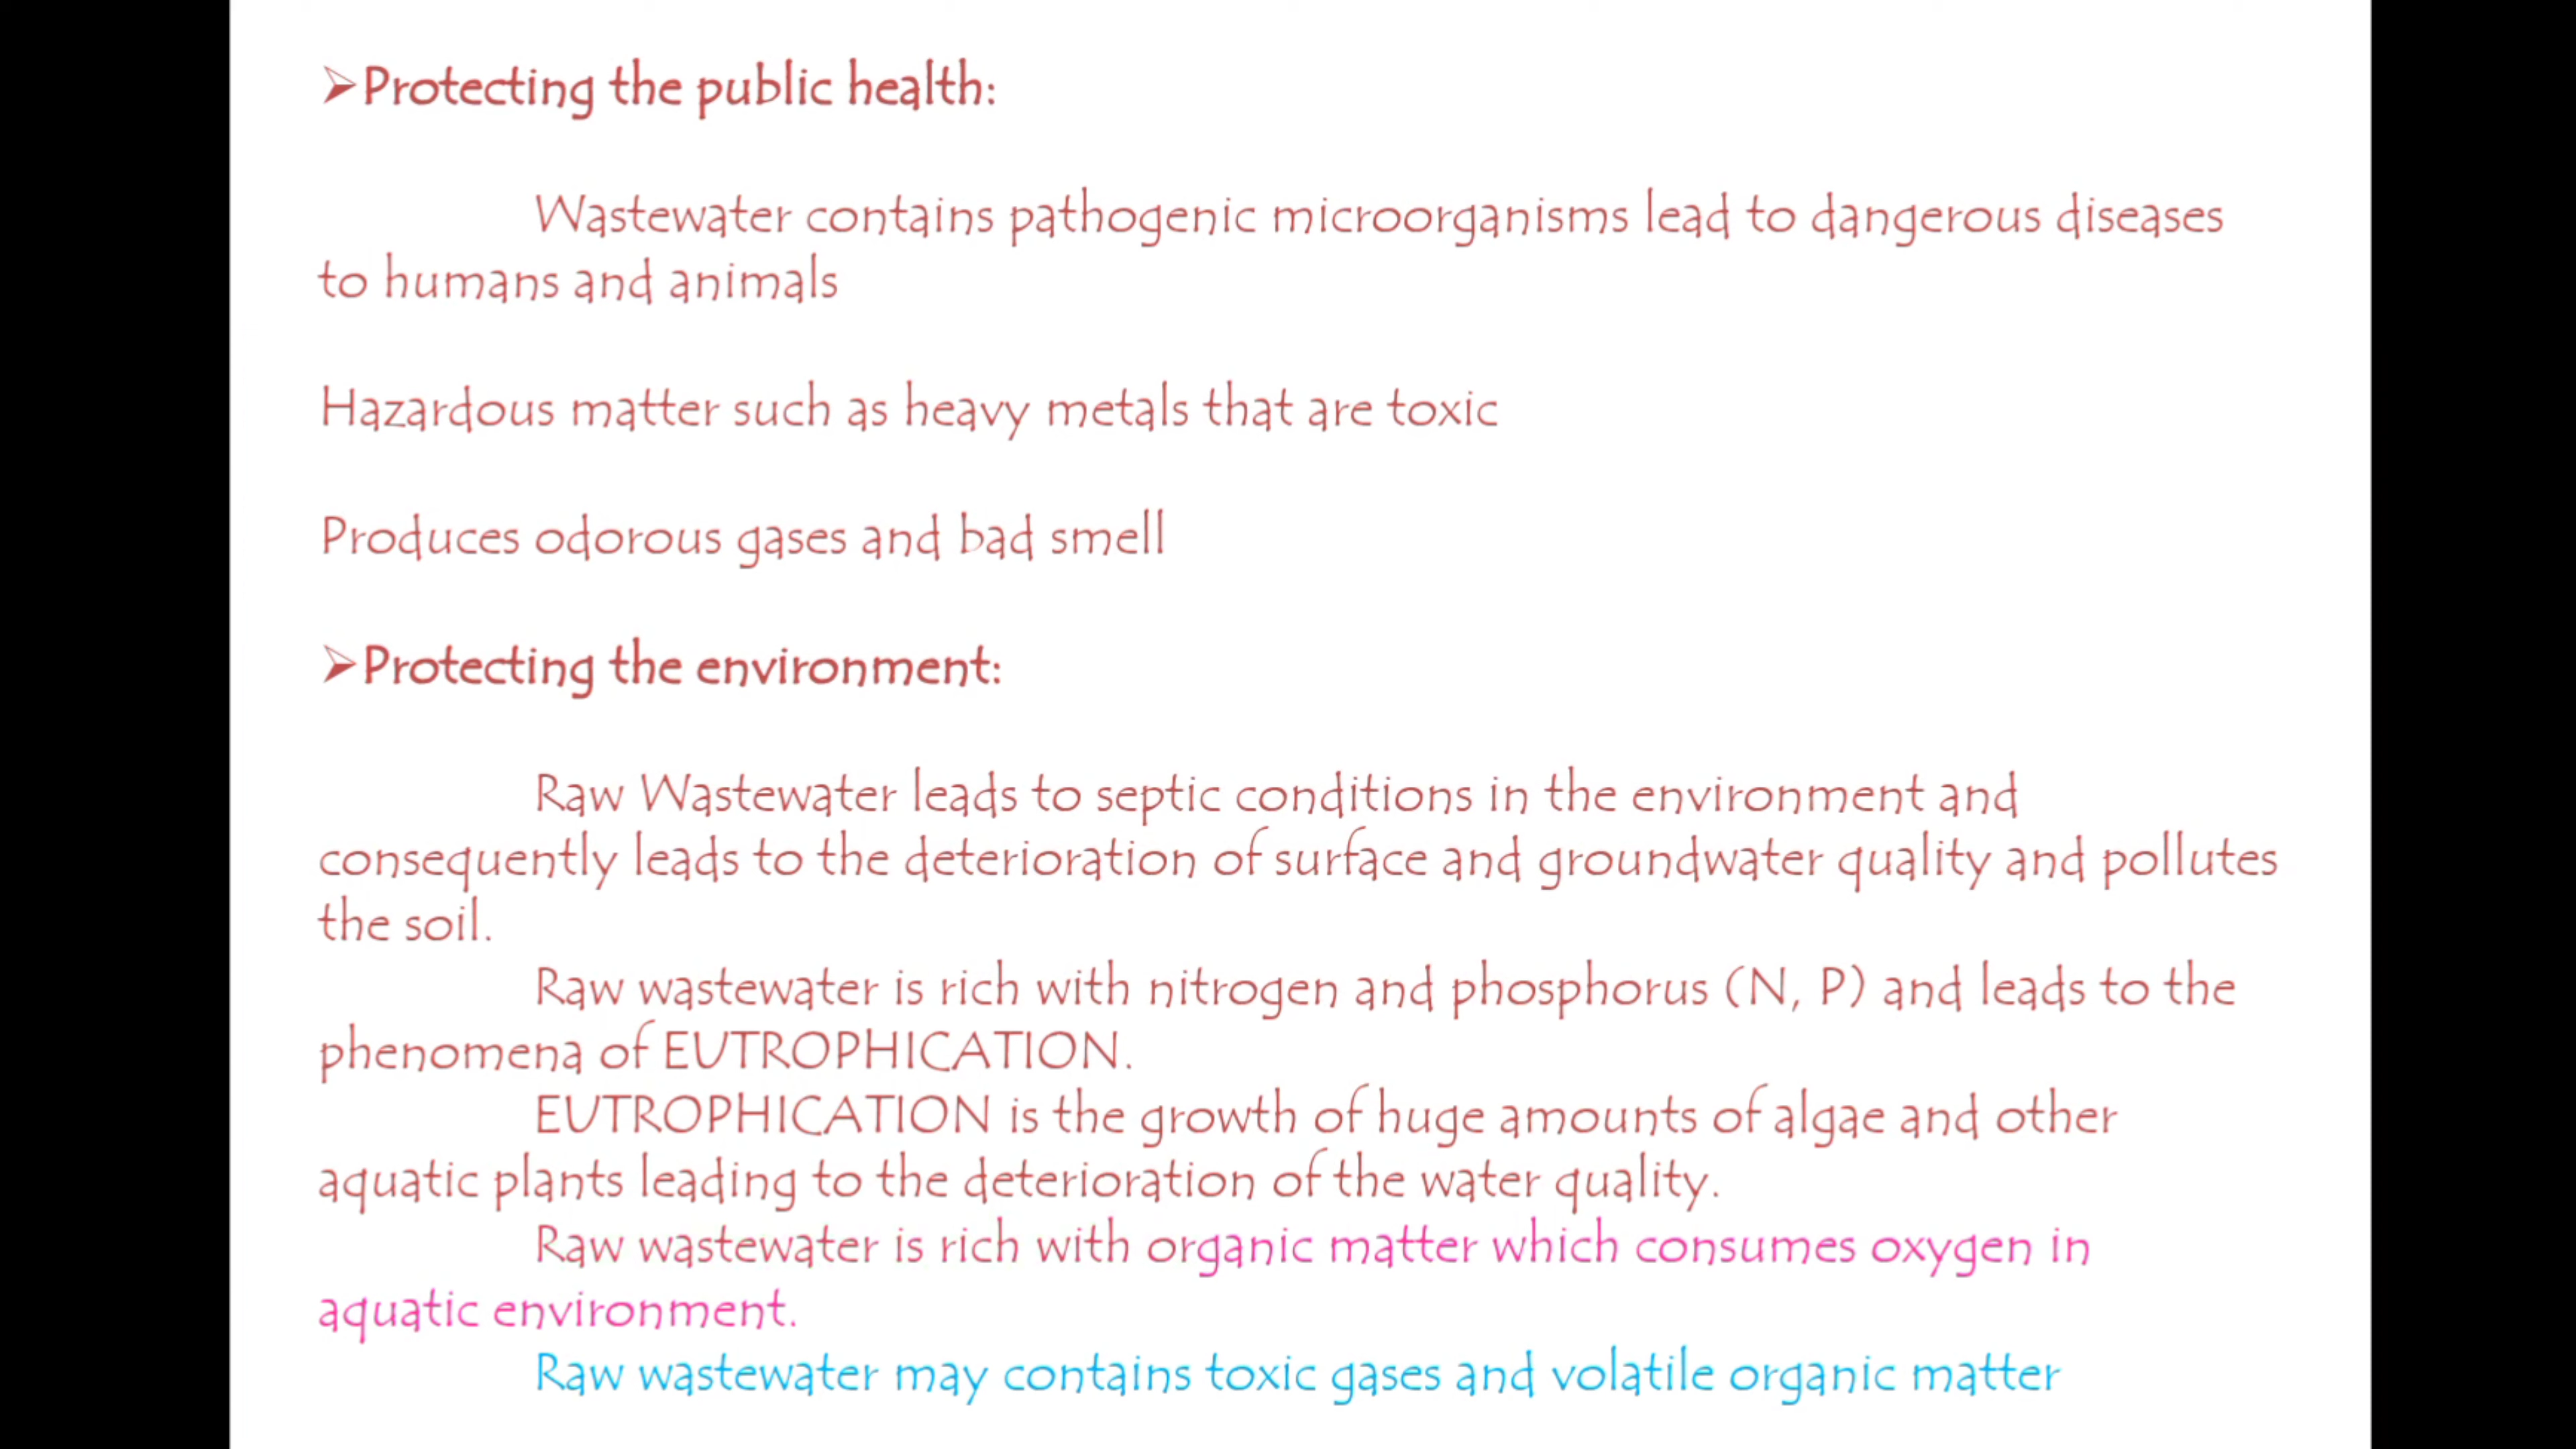 ➢Protecting the public health:
Wastewater contains pathogenic microorganisms lead to dangerous diseases
to humans and animals
Hazardous matter such as heavy metals that are toxic
Produces odorous gases and bad smell
➢Protecting the environment:
Raw Wastewater leads to septic conditions in the environment and
consequently leads to the deterioration of surface and groundwater quality and pollutes
the soil.
Raw wastewater is rich with nitrogen and phosphorus (N, P) and leads to the
phenomena of EUTROPHICATION.
EUTROPHICATION is the growth of huge amounts of algae and other
aquatic plants leading to the deterioration of the water quality.
Raw wastewater is rich with organic matter which consumes oxygen in
aquatic environment.
Raw wastewater may contains toxic gases and volatile organic matter